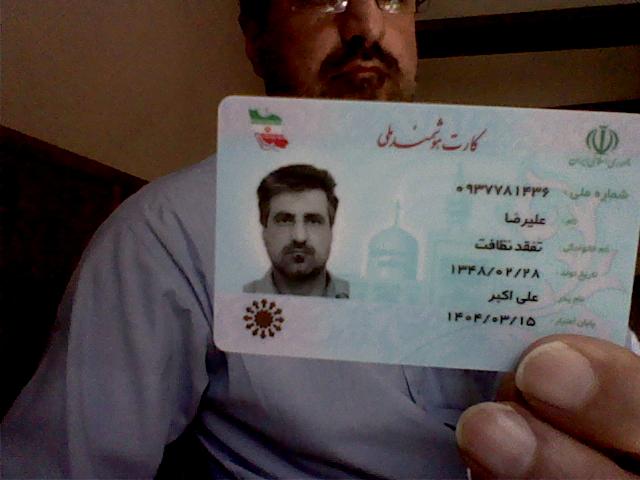 کارت هوشمند ملی
جمهوری اسلامی ایران
شماره ملی: ۰۹۳۷۷۸۱۴۳۶
نام: علیرضا
نام خانوادگی: تفقد نظافت
تاریخ تولد: ۱۳۴۸/۰۲/۲۸
نام پدر: علی اکبر
پایان اعتبار: ۱۴۰۴/۰۳/۱۵